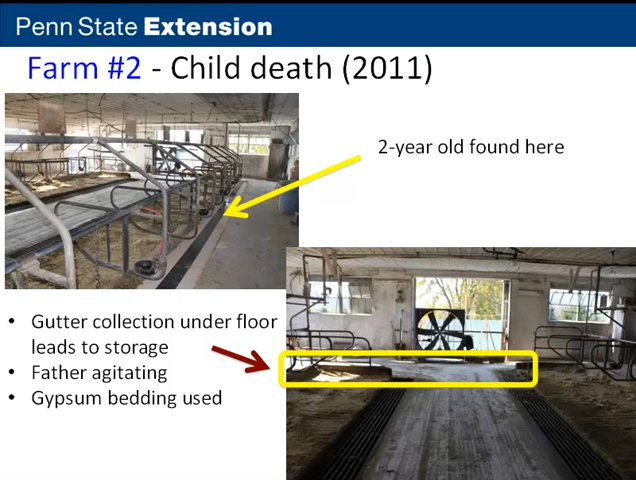 Penn State Extension
Farm #2 - Child death (2011)
2-year old found here
• Gutter collection under floor
leads to storage
• Father agitating
• Gypsum bedding used